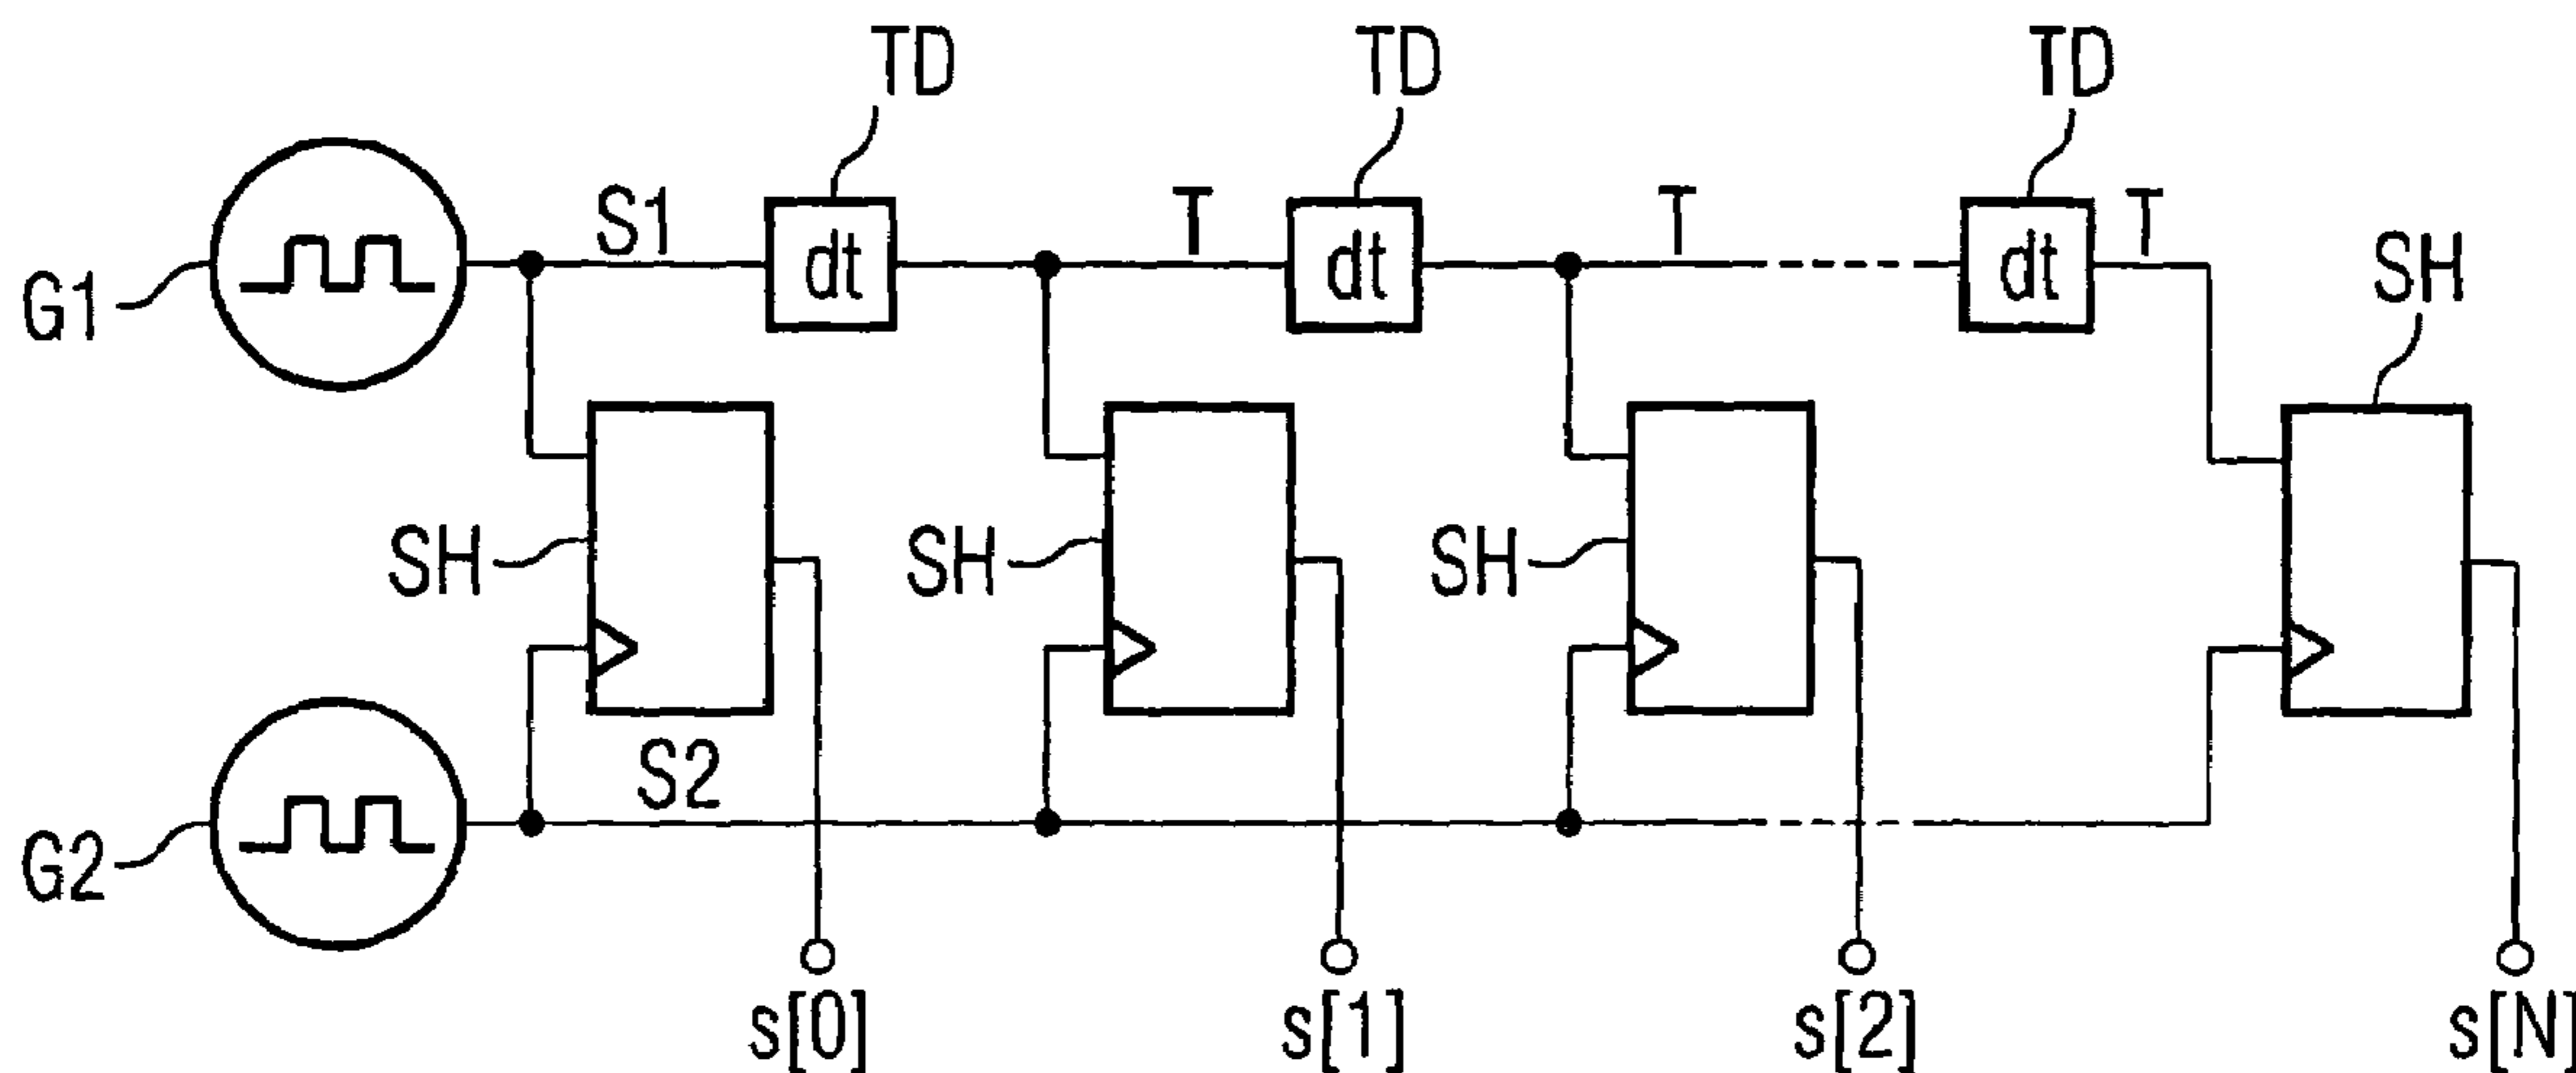 TD TD TD
S1 T T T
dt dt dt
G1 SH
SH SH SH
S2
G2
s[0] s[1] s[2] s[N]